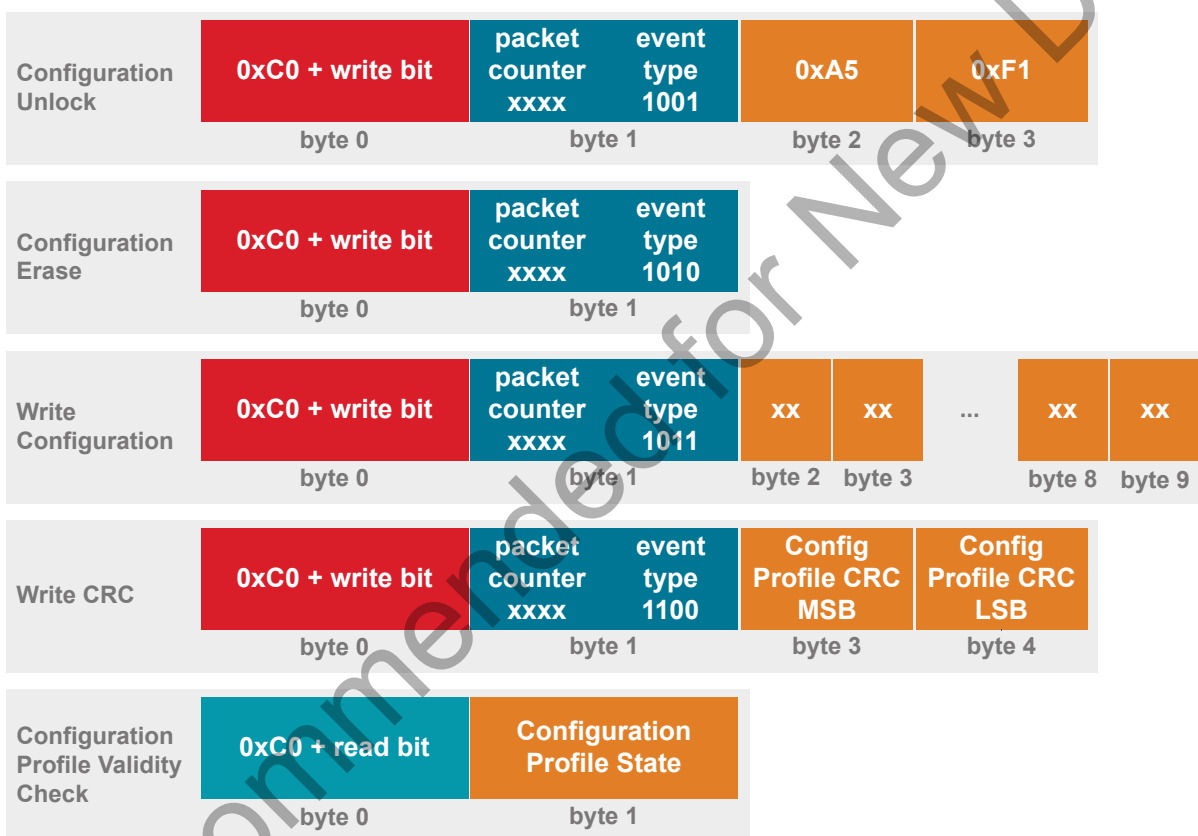 Configuration
Unlock
0xC0 + write bit
packet event
counter type
xxxx 1001
0xA5
0xF1
byte 0
byte 1
byte 2
byte 3
Configuration
Erase
0xC0 + write bit
packet event
counter type
xxxx 1010
byte 0
byte 1
Write
Configuration
0xC0 + write bit
packet event
counter type
xxxx 1011
xx
xx
...
xx
xx
byte 0
byte 1
byte 2
byte 3
byte 8
byte 9
Write CRC
0xC0 + write bit
packet event
counter type
xxxx 1100
Config
Profile CRC
MSB
Config
Profile CRC
LSB
byte 0
byte 1
byte 3
byte 4
Configuration
Profile Validity
Check
0xC0 + read bit
Configuration
Profile State
byte 0
byte 1
ommended for New D